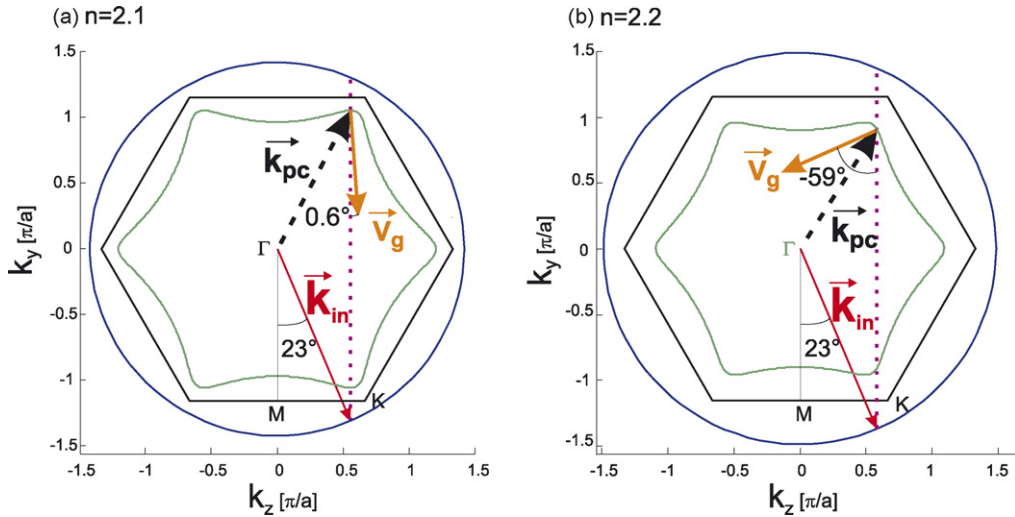 (a) n=2.1
1.5
1
0.5
0
-0.5
-1
-1.5
k_y [π/a]
k_pc
0.6°
v_g
Γ
k_in
23°
M
K
-1.5 -1 -0.5 0 0.5 1 1.5
k_z [π/a]
(b) n=2.2
1.5
1
0.5
0
-0.5
-1
-1.5
k_y [π/a]
v_g
-59°
k_pc
Γ
k_in
23°
M
K
-1.5 -1 -0.5 0 0.5 1 1.5
k_z [π/a]